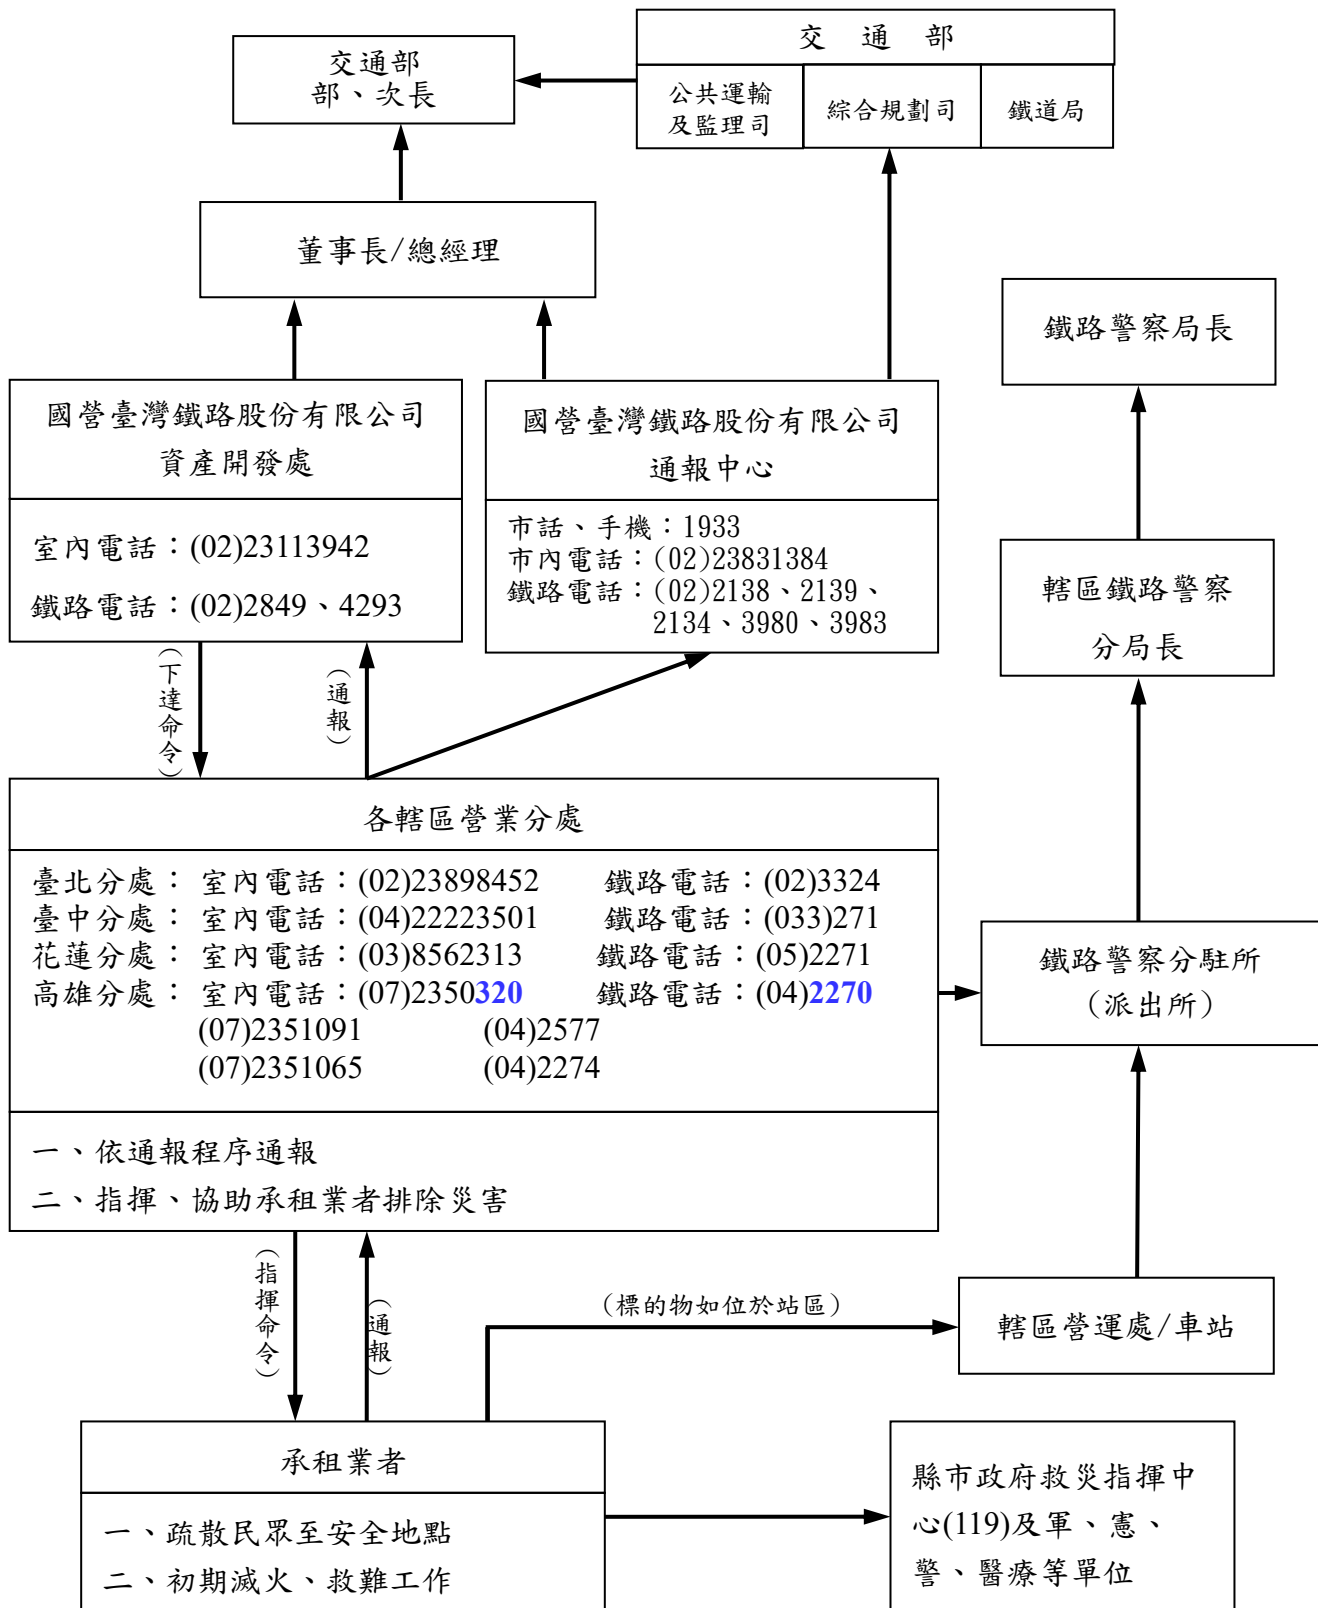 交通部
交通部
部、次長
公共運輸
及監理司
綜合規劃司
鐵道局
董事長/總經理
鐵路警察局長
國營臺灣鐵路股份有限公司
資產開發處
室內電話：(02)23113942
鐵路電話：(02)2849、4293
國營臺灣鐵路股份有限公司
通報中心
市話、手機：1933
市內電話：(02)23831384
鐵路電話：(02)2138、2139、
2134、3980、3983
轄區鐵路警察
分局長
(下達命令)
(通報)
各轄區營業分處
臺北分處： 室內電話：(02)23898452 鐵路電話：(02)3324
臺中分處： 室內電話：(04)22223501 鐵路電話：(033)271
花蓮分處： 室內電話：(03)8562313 鐵路電話：(05)2271
高雄分處： 室內電話：(07)2350320 鐵路電話：(04)2270
(07)2351091 (04)2577
(07)2351065 (04)2274
一、依通報程序通報
二、指揮、協助承租業者排除災害
鐵路警察分駐所
（派出所）
(指揮命令)
(通報)
（標的物如位於站區）
轄區營運處/車站
承租業者
一、疏散民眾至安全地點
二、初期滅火、救難工作
縣市政府救災指揮中
心(119)及軍、憲、
警、醫療等單位